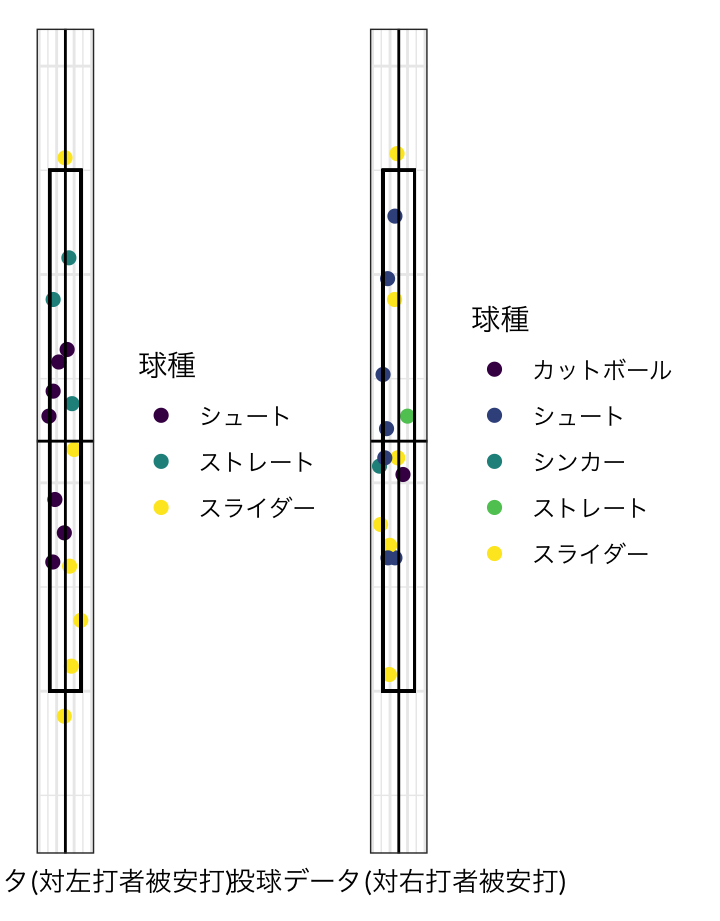 球種
シュート
ストレート
スライダー
球種
カットボール
シュート
シンカー
ストレート
スライダー
タ(対左打者被安打)
投球データ(対右打者被安打)